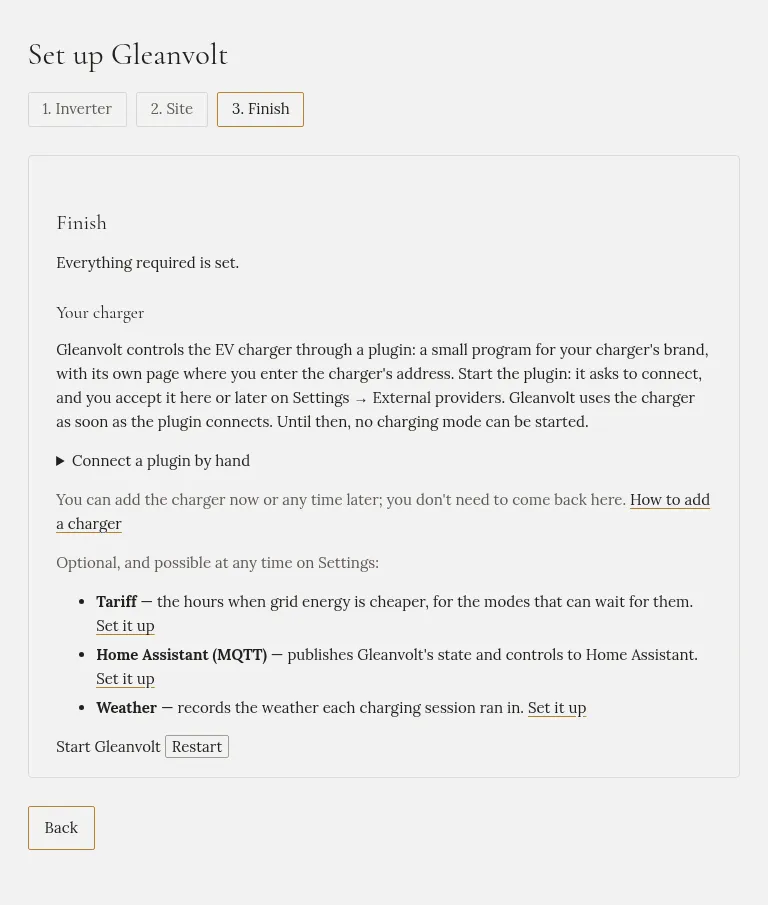 Set up Gleanvolt
1. Inverter
2. Site
3. Finish
Finish
Everything required is set.
Your charger
Gleanvolt controls the EV charger through a plugin: a small program for your charger's brand,
with its own page where you enter the charger's address. Start the plugin: it asks to connect,
and you accept it here or later on Settings → External providers. Gleanvolt uses the charger
as soon as the plugin connects. Until then, no charging mode can be started.
▶ Connect a plugin by hand
You can add the charger now or any time later; you don't need to come back here. How to add
a charger
Optional, and possible at any time on Settings:
• Tariff — the hours when grid energy is cheaper, for the modes that can wait for them.
Set it up
• Home Assistant (MQTT) — publishes Gleanvolt's state and controls to Home Assistant.
Set it up
• Weather — records the weather each charging session ran in. Set it up
Start Gleanvolt Restart
Back